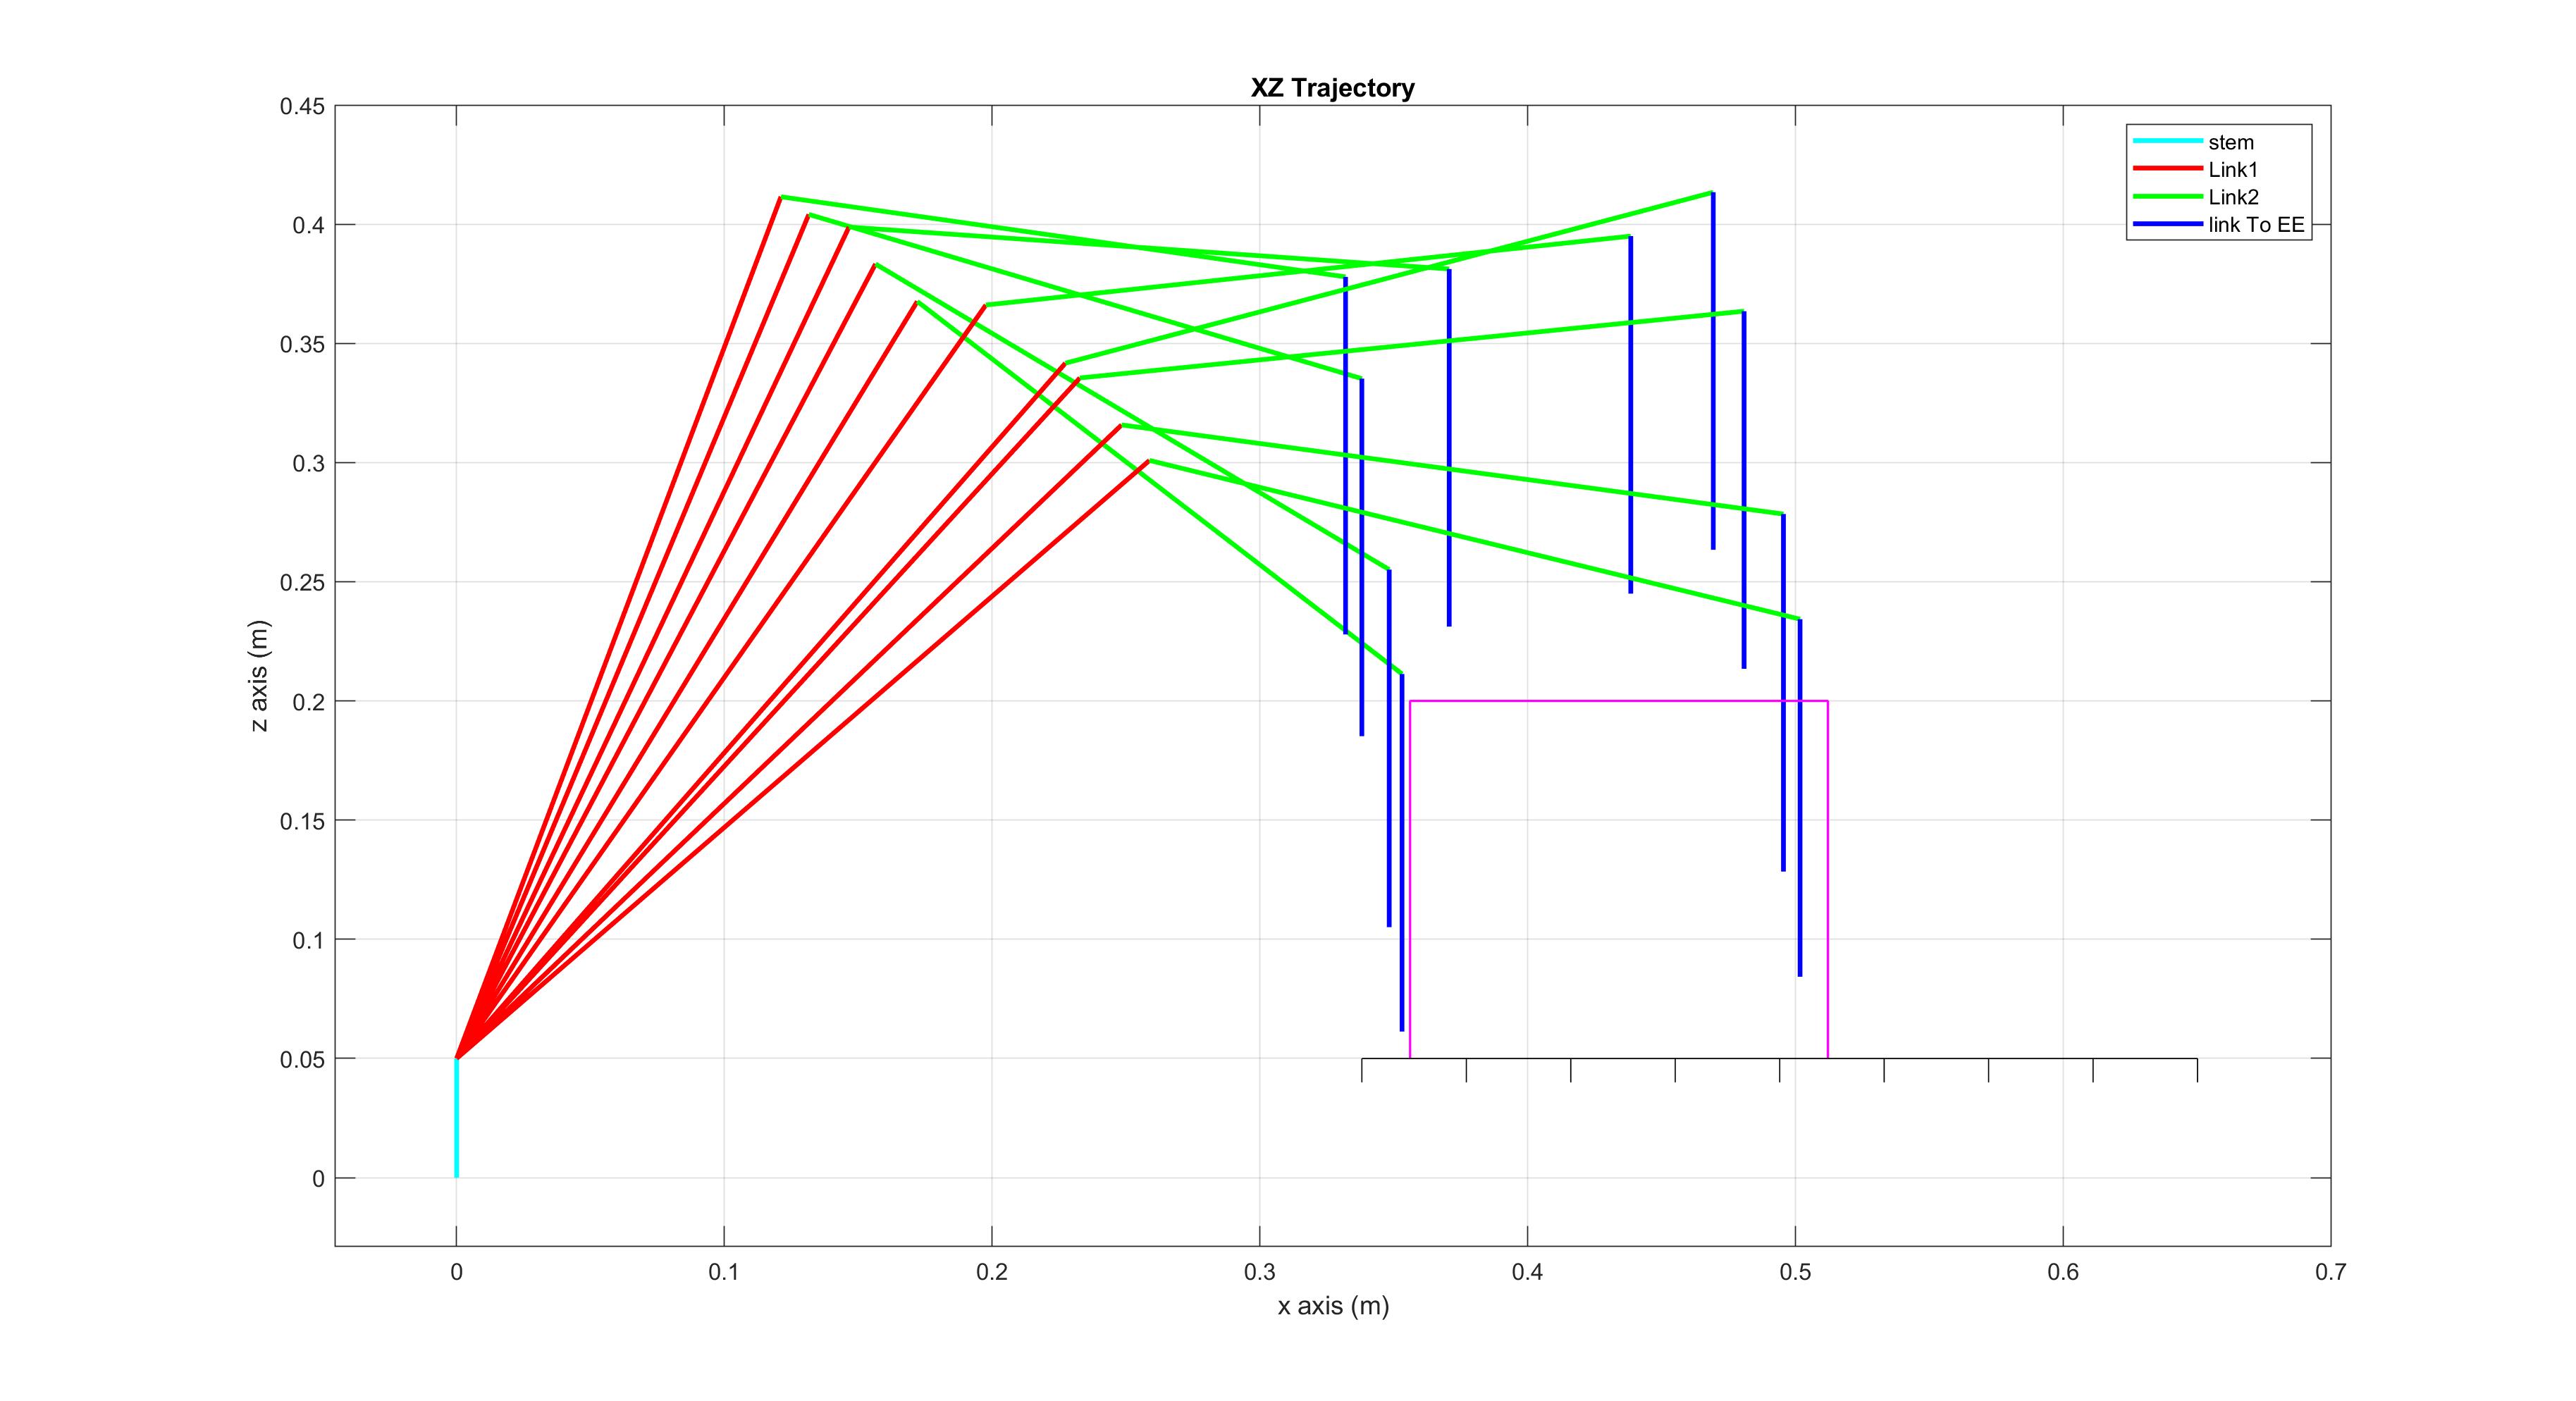 XZ Trajectory
0.45
0.4
0.35
0.3
0.25
0.2
0.15
0.1
0.05
0
z axis (m)
stem
Link1
Link2
link To EE
0 0.1 0.2 0.3 0.4 0.5 0.6 0.7
x axis (m)